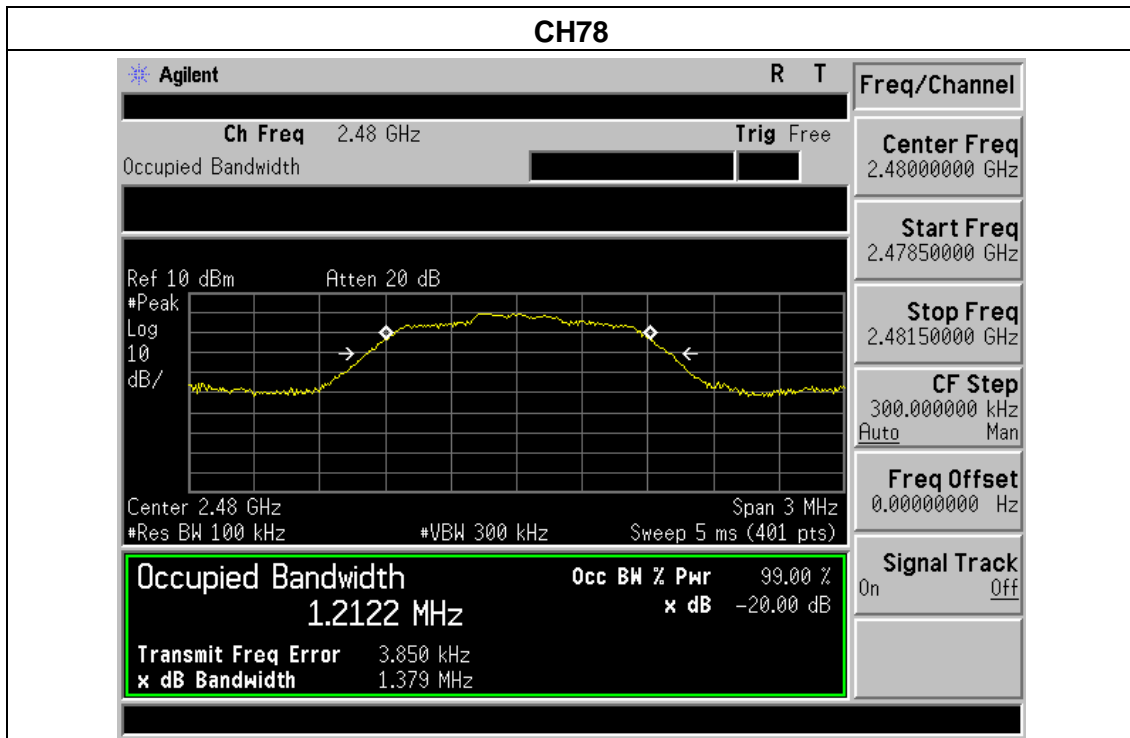 CH78
Agilent R T
Ch Freq 2.48 GHz Trig Free
Occupied Bandwidth
Ref 10 dBm Atten 20 dB
#Peak
Log
10
dB/
Center 2.48 GHz Span 3 MHz
#Res BW 100 kHz #VBW 300 kHz Sweep 5 ms (401 pts)
Occupied Bandwidth Occ BW % Pwr 99.00 %
1.2122 MHz x dB -20.00 dB
Transmit Freq Error 3.850 kHz
x dB Bandwidth 1.379 MHz
Freq/Channel
Center Freq
2.48000000 GHz
Start Freq
2.47850000 GHz
Stop Freq
2.48150000 GHz
CF Step
300.000000 kHz
Auto Man
Freq Offset
0.00000000 Hz
Signal Track
On Off